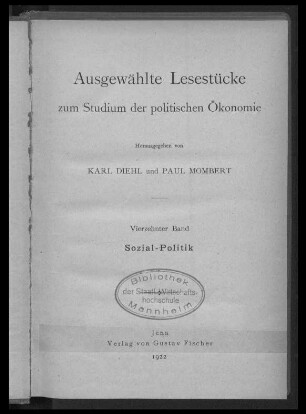 Ausgewählte Lesestücke
zum Studium der politischen Ökonomie
Herausgegeben von
KARL DIEHL und PAUL MOMBERT
Vierzehnter Band
Sozial-Politik
Bibliothek
der Staatl. Wirtschafts-
hochschule
Mannheim
Jena
Verlag von Gustav Fischer
1922